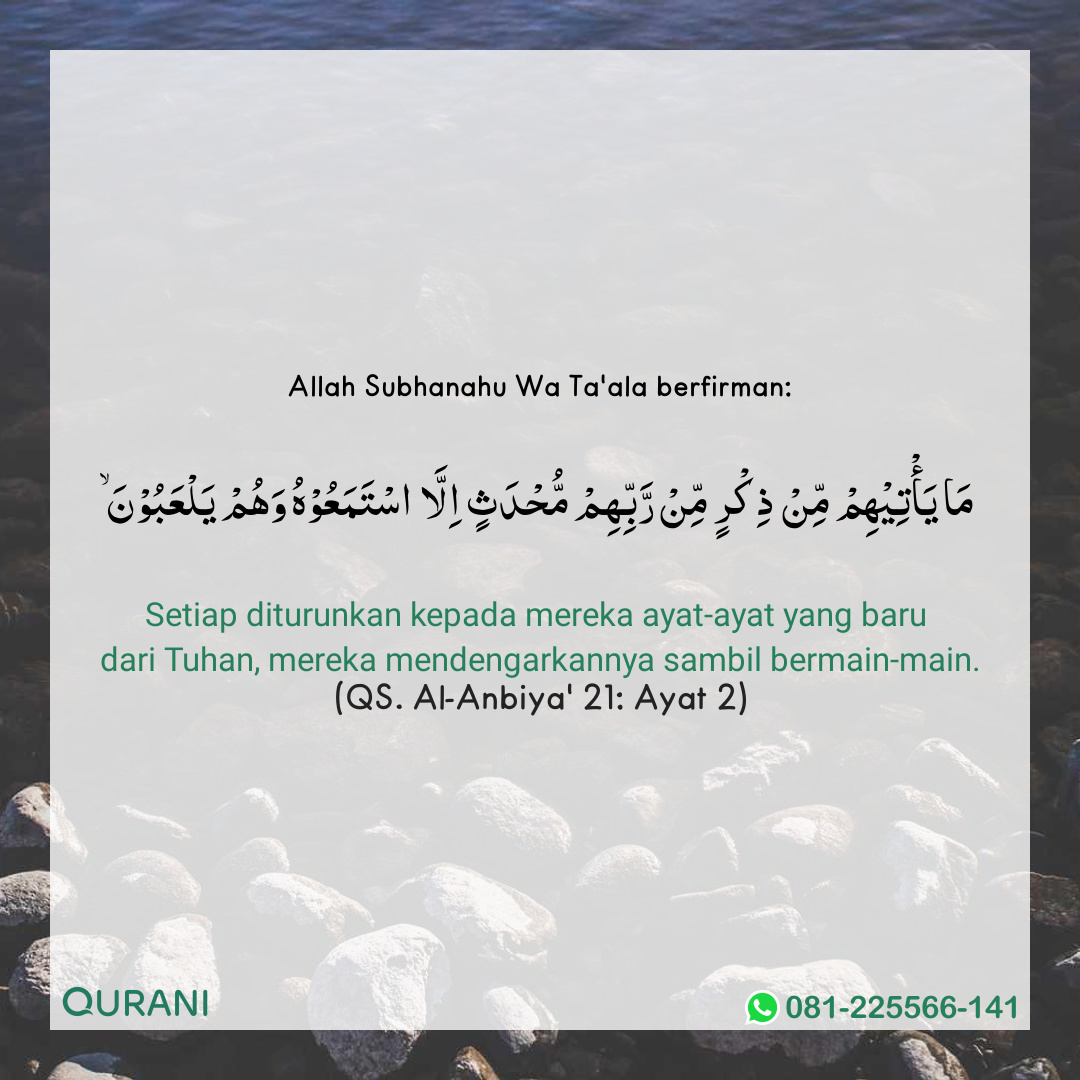 Allah Subhanahu Wa Ta'ala berfirman:
مَا يَأْتِيْهِمْ مِّنْ ذِكْرٍ مِّنْ رَّبِّهِمْ مُّحْدَثٍ اِلَّا اسْتَمَعُوْهُ وَهُمْ يَلْعَبُوْنَ ۙ
Setiap diturunkan kepada mereka ayat-ayat yang baru
dari Tuhan, mereka mendengarkannya sambil bermain-main.
(QS. Al-Anbiya' 21: Ayat 2)
QURANI
081-225566-141